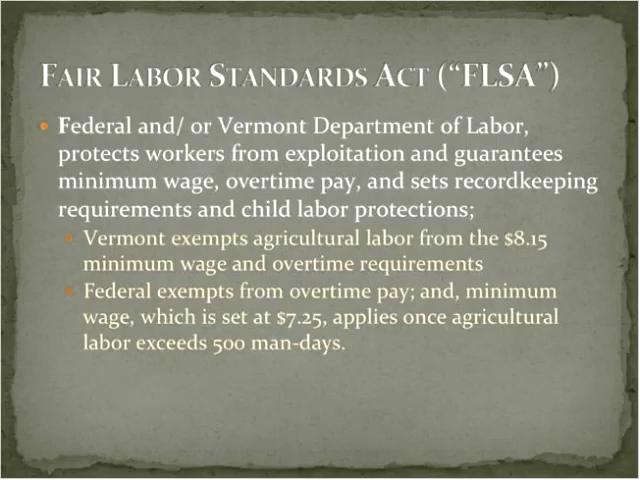 FAIR LABOR STANDARDS ACT (“FLSA”)
Federal and/ or Vermont Department of Labor,
protects workers from exploitation and guarantees
minimum wage, overtime pay, and sets recordkeeping
requirements and child labor protections;
Vermont exempts agricultural labor from the $8.15
minimum wage and overtime requirements
Federal exempts from overtime pay; and, minimum
wage, which is set at $7.25, applies once agricultural
labor exceeds 500 man-days.